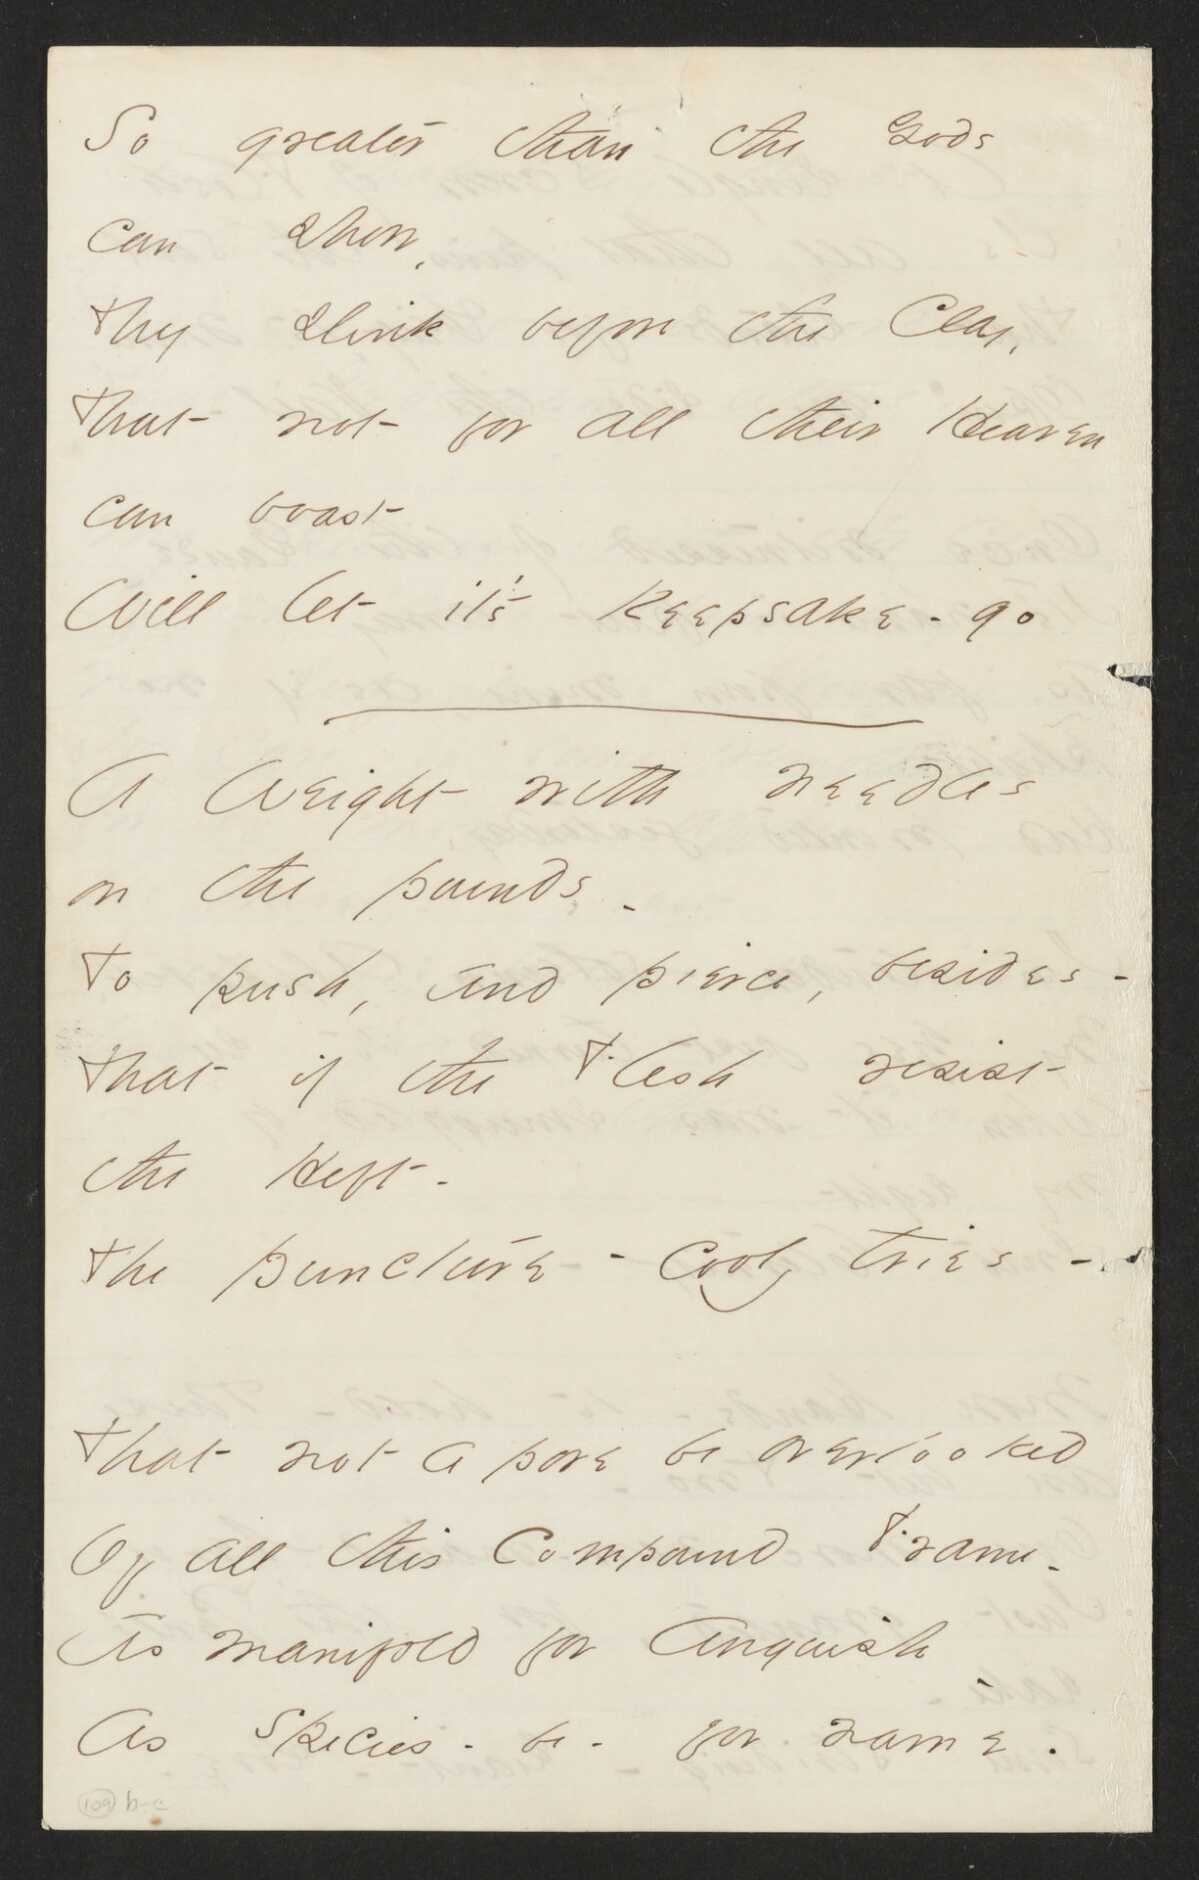 So greater than the Gods
can show,
They slink before the Clay,
That not for all their Heaven
can boast
Will let it's Keepsake - go
A Weight with needles
on the pounds -
To push, and pierce, besides -
That if the Flesh resist
the Heft -
The puncture - Cooly tries -
That not a pore be overlooked
Of all this Compound Frame -
As manifold for Anguish
As Species - be - for name.
109 b-c